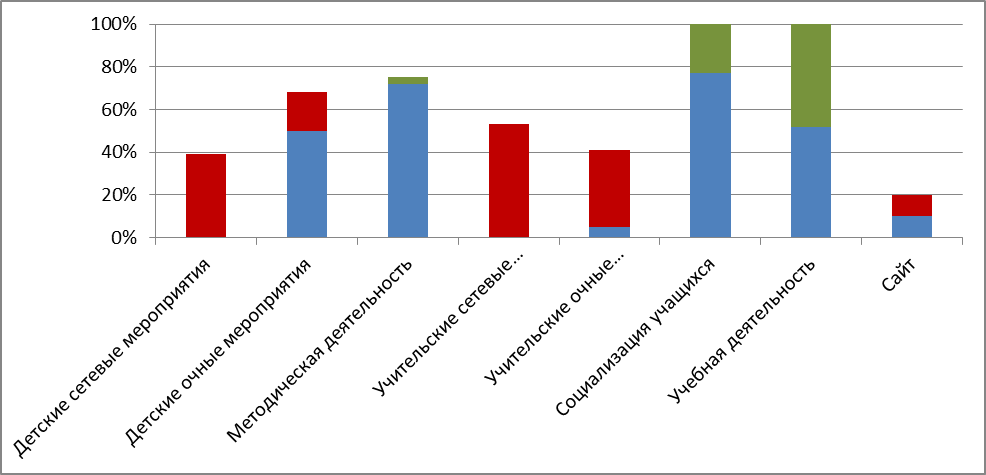 100%
80%
60%
40%
20%
0%
Детские сетевые мероприятия
Детские очные мероприятия
Методическая деятельность
Учительские сетевые...
Учительские очные...
Социализация учащихся
Учебная деятельность
Сайт